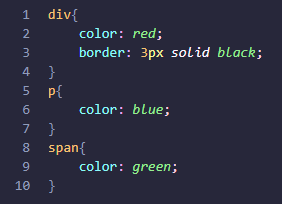 1 div{
2     color: red;
3     border: 3px solid black;
4 }
5 p{
6     color: blue;
7 }
8 span{
9     color: green;
10 }